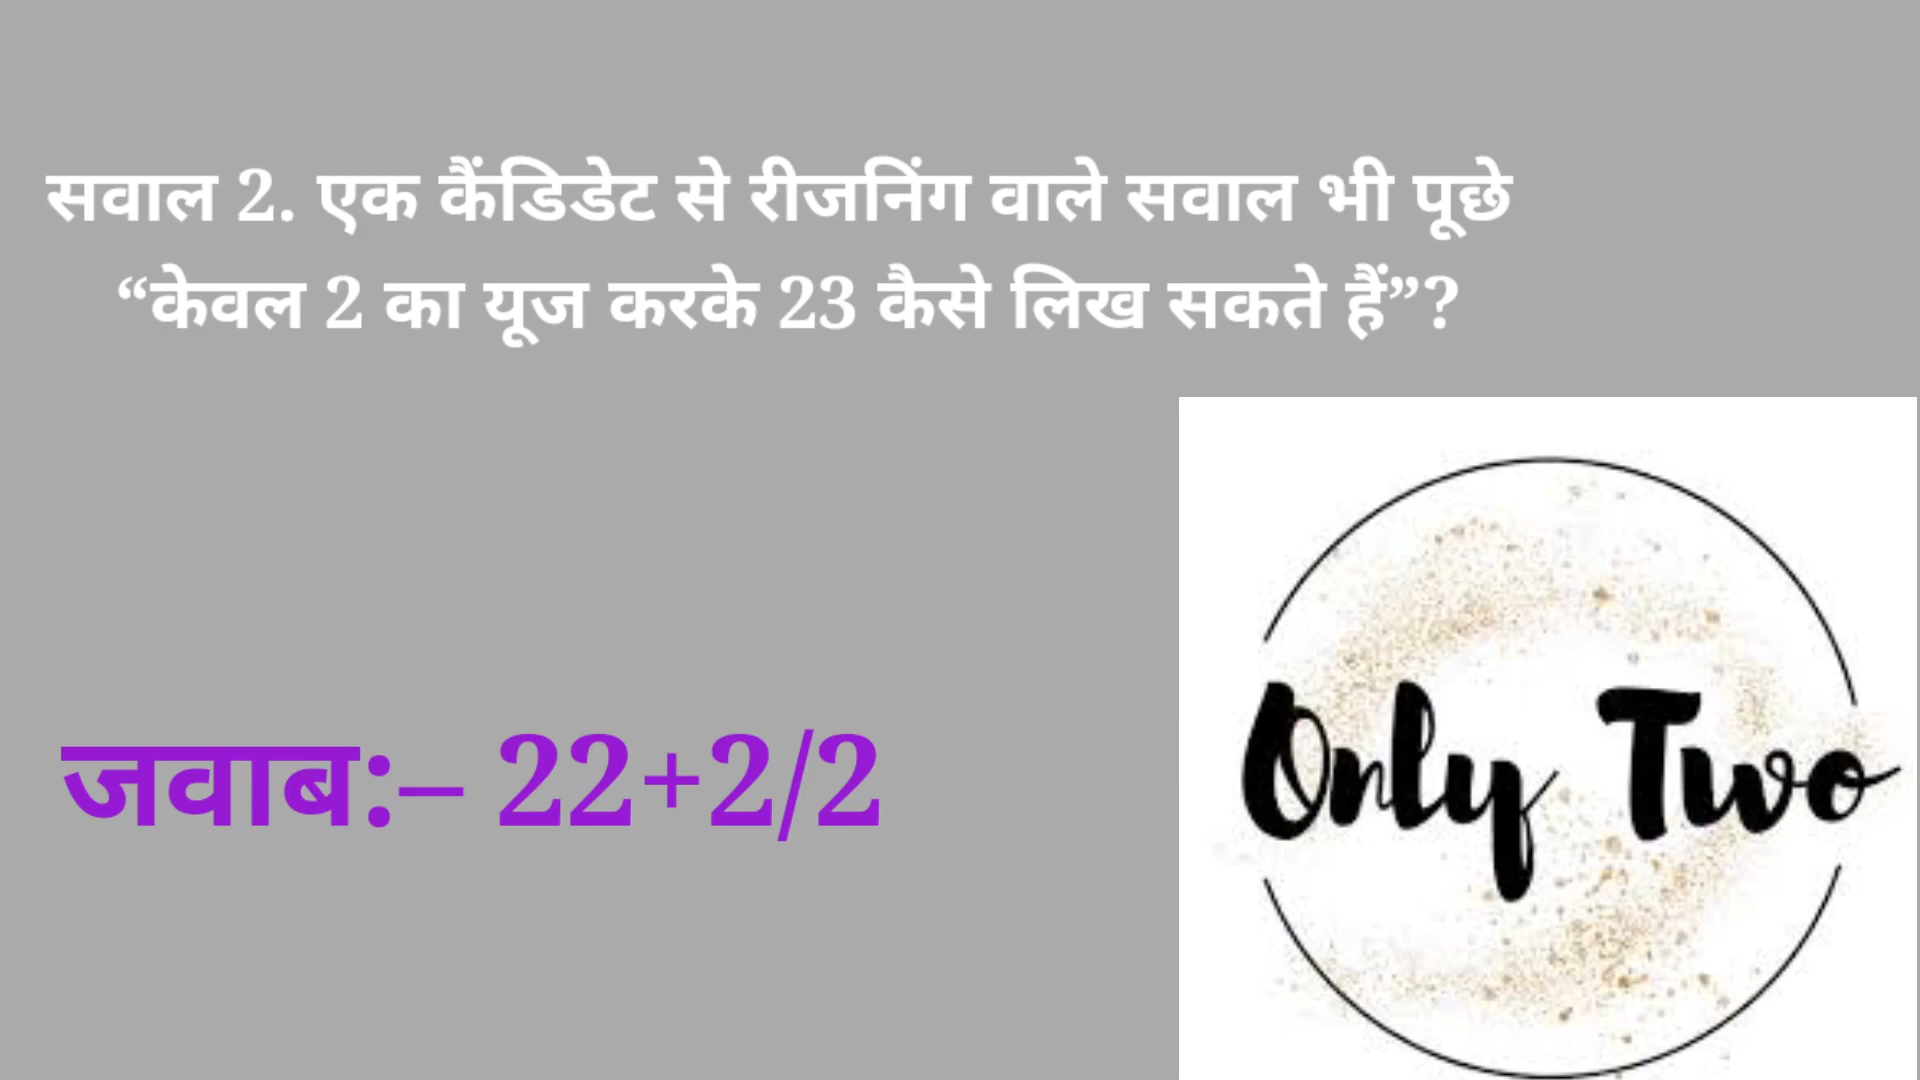 सवाल 2. एक कैंडिडेट से रीजनिंग वाले सवाल भी पूछे
“केवल 2 का यूज करके 23 कैसे लिख सकते हैं”?
जवाब:– 22+2/2
Only Two